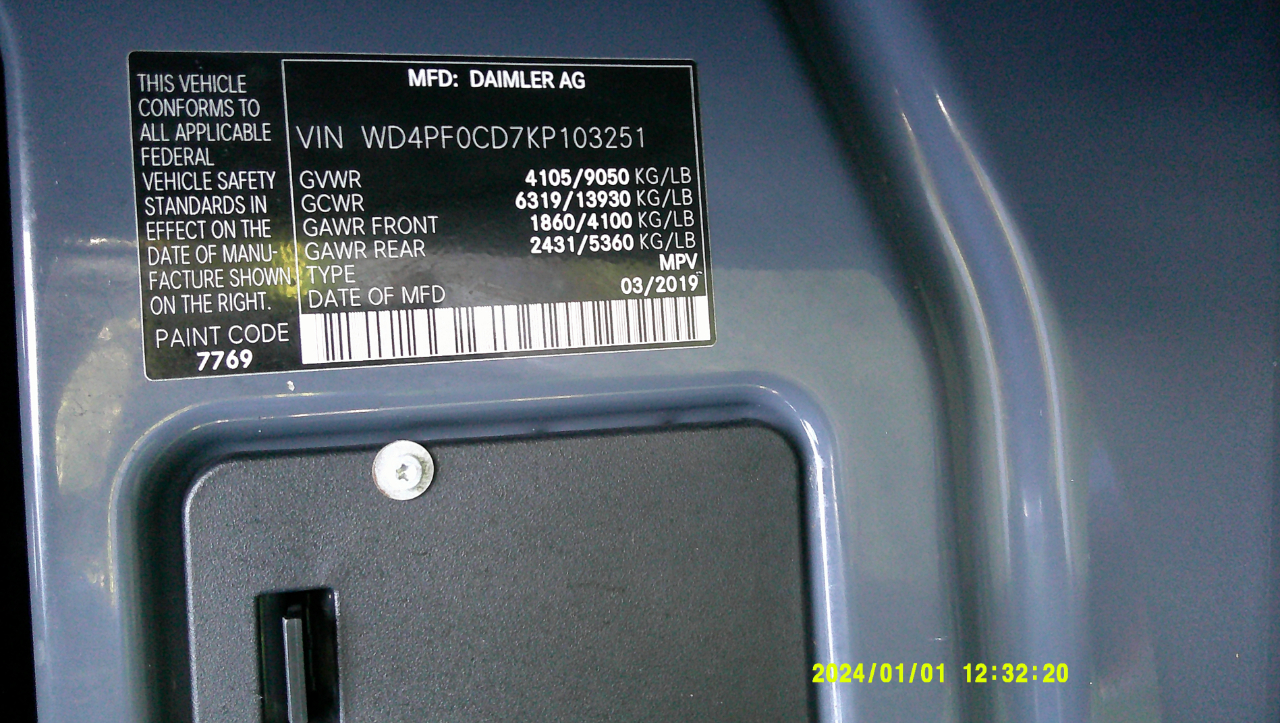 THIS VEHICLE
CONFORMS TO
ALL APPLICABLE
FEDERAL
VEHICLE SAFETY
STANDARDS IN
EFFECT ON THE
DATE OF MANU-
FACTURE SHOWN
ON THE RIGHT.
PAINT CODE
7769
MFD: DAIMLER AG
VIN WD4PF0CD7KP103251
GVWR 4105/9050 KG/LB
GCWR 6319/13930 KG/LB
GAWR FRONT 1860/4100 KG/LB
GAWR REAR 2431/5360 KG/LB
TYPE MPV
DATE OF MFD 03/2019
2024/01/01 12:32:20